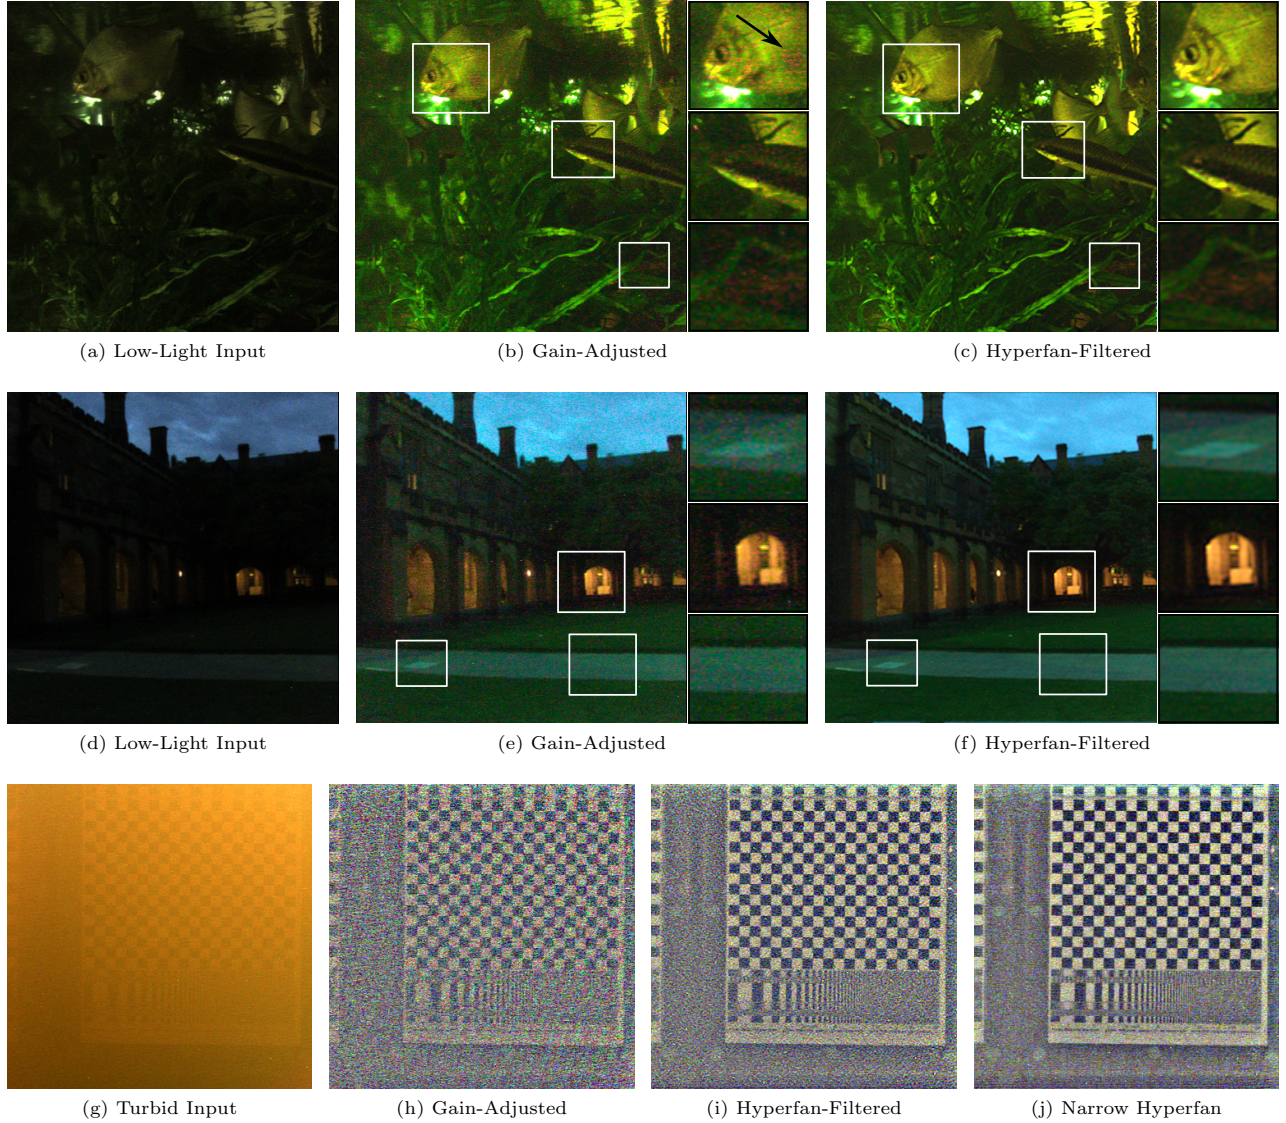 (a) Low-Light Input
(b) Gain-Adjusted
(c) Hyperfan-Filtered
(d) Low-Light Input
(e) Gain-Adjusted
(f) Hyperfan-Filtered
(g) Turbid Input
(h) Gain-Adjusted
(i) Hyperfan-Filtered
(j) Narrow Hyperfan